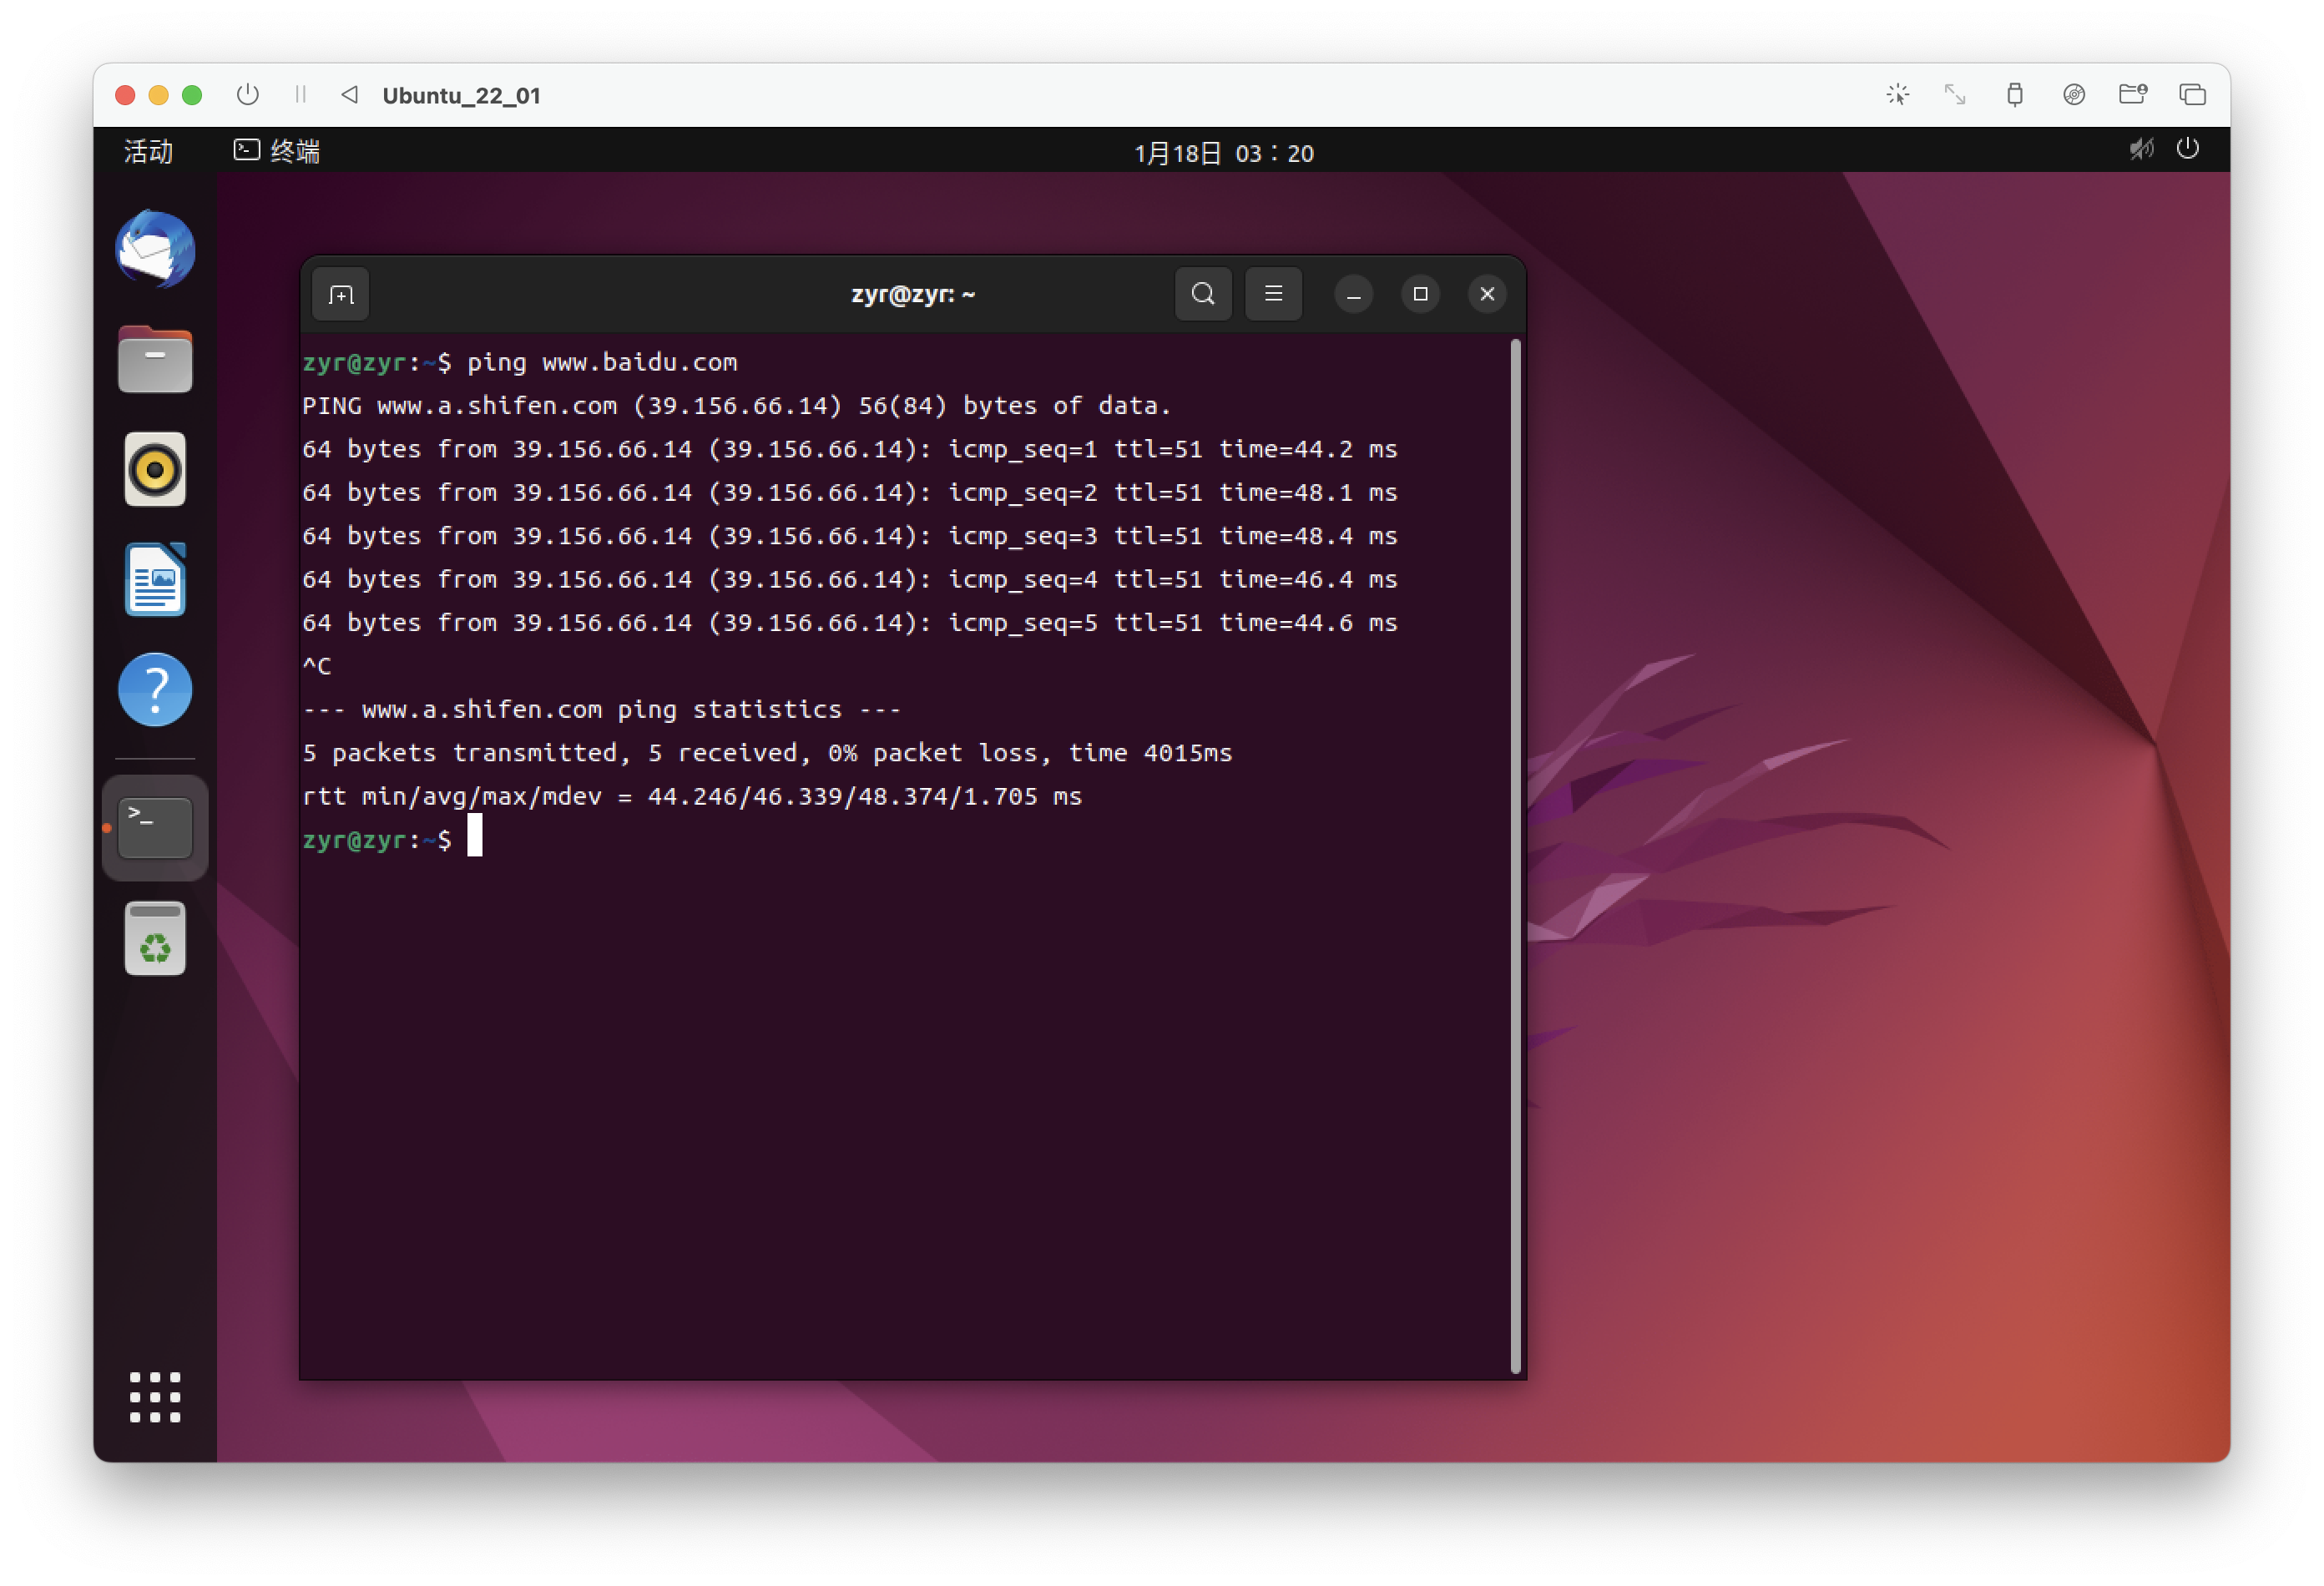 Ubuntu_22_01
活动 终端 1月18日 03：20
zyr@zyr: ~
zyr@zyr:~$ ping www.baidu.com
PING www.a.shifen.com (39.156.66.14) 56(84) bytes of data.
64 bytes from 39.156.66.14 (39.156.66.14): icmp_seq=1 ttl=51 time=44.2 ms
64 bytes from 39.156.66.14 (39.156.66.14): icmp_seq=2 ttl=51 time=48.1 ms
64 bytes from 39.156.66.14 (39.156.66.14): icmp_seq=3 ttl=51 time=48.4 ms
64 bytes from 39.156.66.14 (39.156.66.14): icmp_seq=4 ttl=51 time=46.4 ms
64 bytes from 39.156.66.14 (39.156.66.14): icmp_seq=5 ttl=51 time=44.6 ms
^C
--- www.a.shifen.com ping statistics ---
5 packets transmitted, 5 received, 0% packet loss, time 4015ms
rtt min/avg/max/mdev = 44.246/46.339/48.374/1.705 ms
zyr@zyr:~$